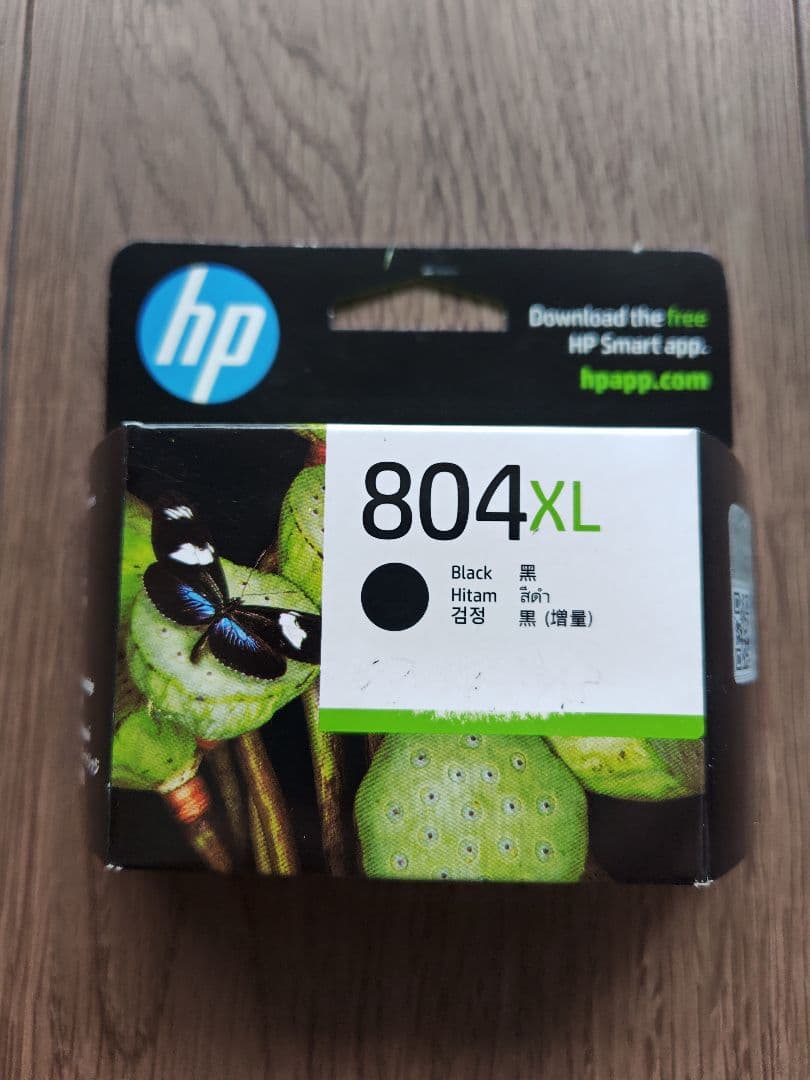 hp
Download the free
HP Smart app.
hpapp.com
804XL
Black 黑
Hitam สีดำ
검정 黒 (増量)